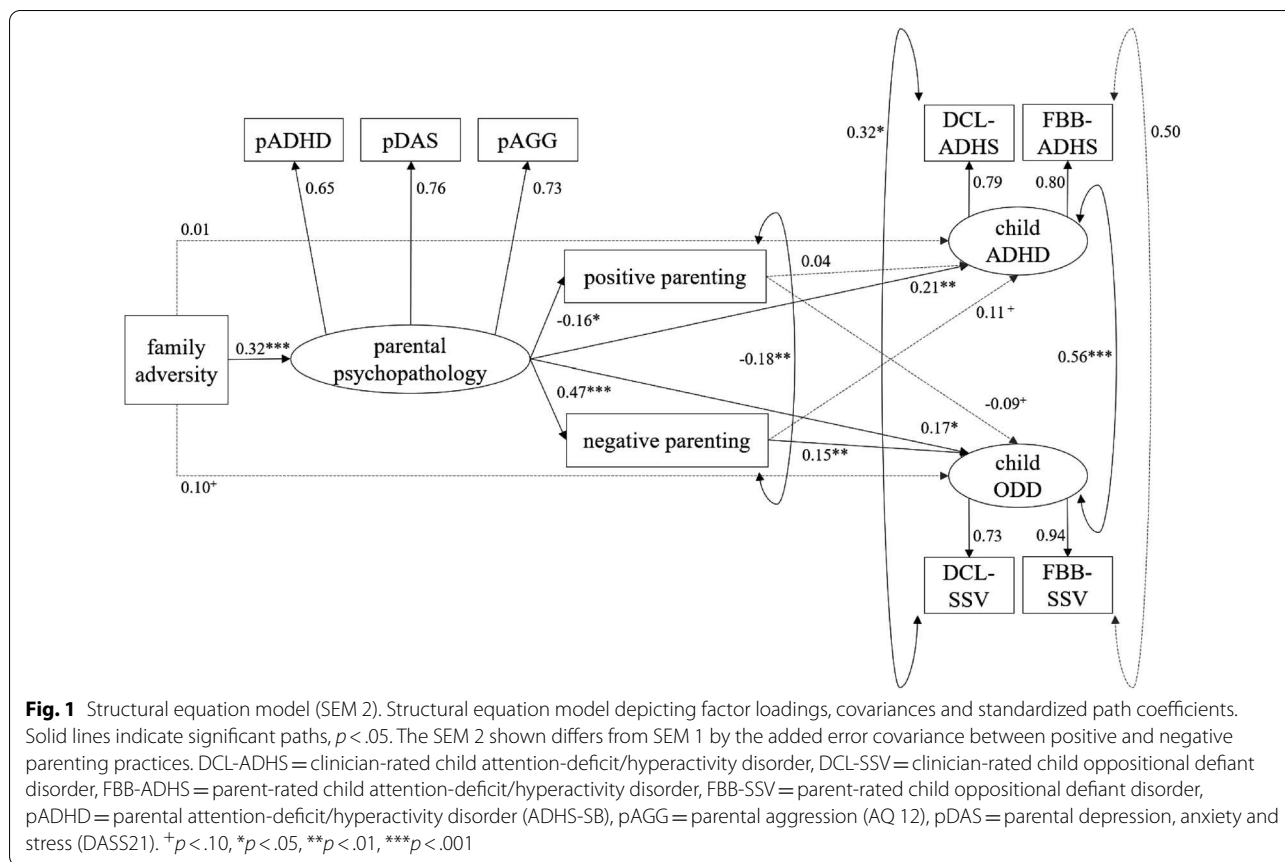 pADHD
pDAS
pAGG
DCL-
ADHS
FBB-
ADHS
0.32*
0.50
0.65
0.76
0.73
0.79
0.80
0.01
child
ADHD
positive parenting
0.04
0.21**
-0.16*
0.11+
family
adversity
0.32***
parental
psychopathology
-0.18**
0.56***
0.47***
-0.09+
0.17*
negative parenting
0.15**
child
ODD
0.10+
0.73
0.94
DCL-
SSV
FBB-
SSV
Fig. 1 Structural equation model (SEM 2). Structural equation model depicting factor loadings, covariances and standardized path coefficients.
Solid lines indicate significant paths, p < .05. The SEM 2 shown differs from SEM 1 by the added error covariance between positive and negative
parenting practices. DCL-ADHS = clinician-rated child attention-deficit/hyperactivity disorder, DCL-SSV = clinician-rated child oppositional defiant
disorder, FBB-ADHS = parent-rated child attention-deficit/hyperactivity disorder, FBB-SSV = parent-rated child oppositional defiant disorder,
pADHD = parental attention-deficit/hyperactivity disorder (ADHS-SB), pAGG = parental aggression (AQ 12), pDAS = parental depression, anxiety and
stress (DASS21). +p < .10, *p < .05, **p < .01, ***p < .001